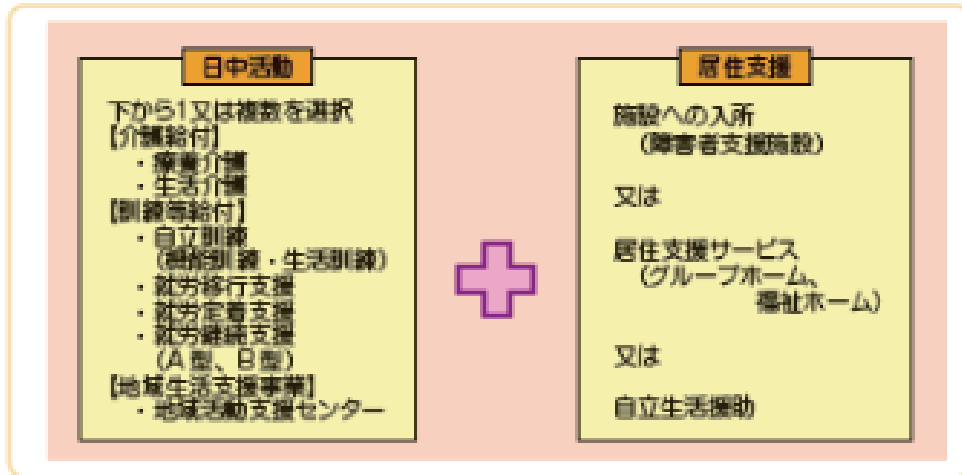 日中活動
下から1又は複数を選択
【介護給付】
・療養介護
・生活介護
【訓練等給付】
・自立訓練
(機能訓練・生活訓練)
・就労移行支援
・就労定着支援
・就労継続支援
(A型、B型)
【地域生活支援事業】
・地域活動支援センター
居住支援
施設への入所
(障害者支援施設)
又は
居住支援サービス
(グループホーム、
福祉ホーム)
又は
自立生活援助